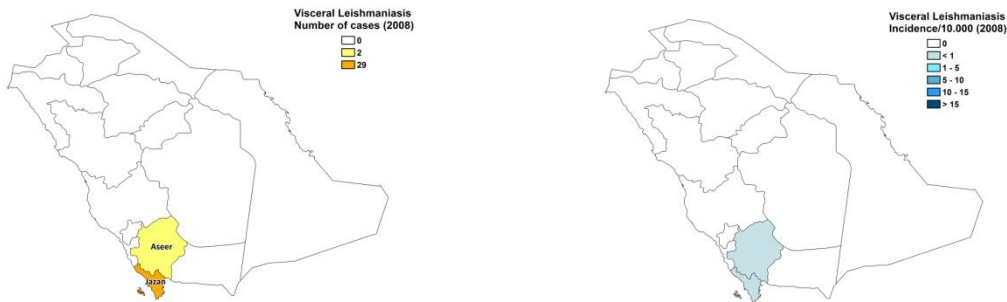 Visceral Leishmaniasis
Number of cases (2008)
0
2
29
Aseer
Jazan
Visceral Leishmaniasis
Incidence/10.000 (2008)
0
< 1
1 - 5
5 - 10
10 - 15
> 15